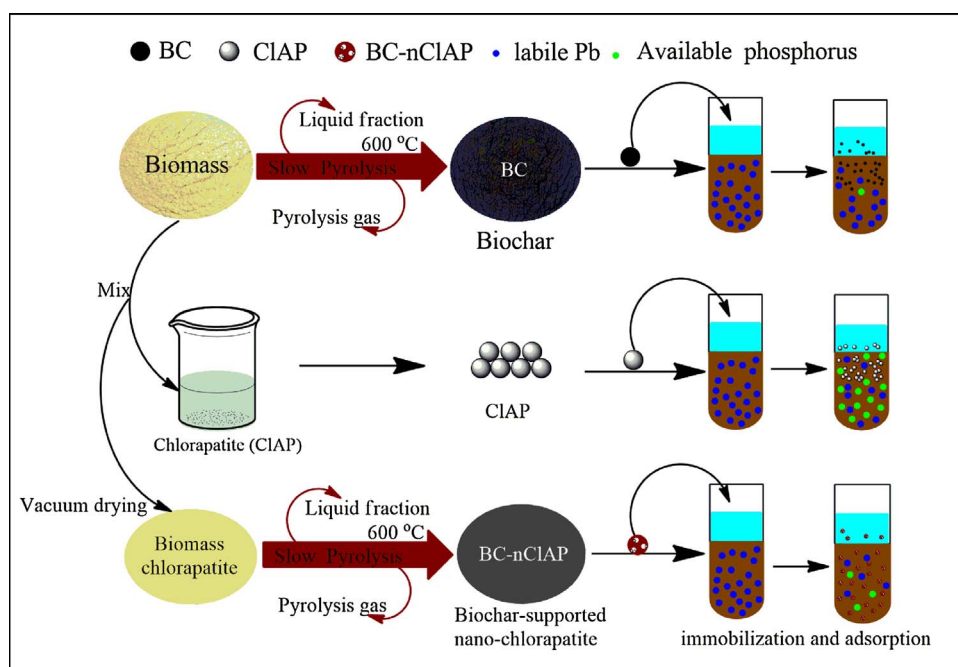 BC
ClAP
BC-nClAP
labile Pb
Available phosphorus
Biomass
Liquid fraction
600 ⁰C
Slow Pyrolysis
Pyrolysis gas
BC
Biochar
Mix
Chlorapatite (ClAP)
ClAP
Vacuum drying
Biomass
chlorapatite
Liquid fraction
600 ⁰C
Slow Pyrolysis
Pyrolysis gas
BC-nClAP
Biochar-supported
nano-chlorapatite
immobilization and adsorption